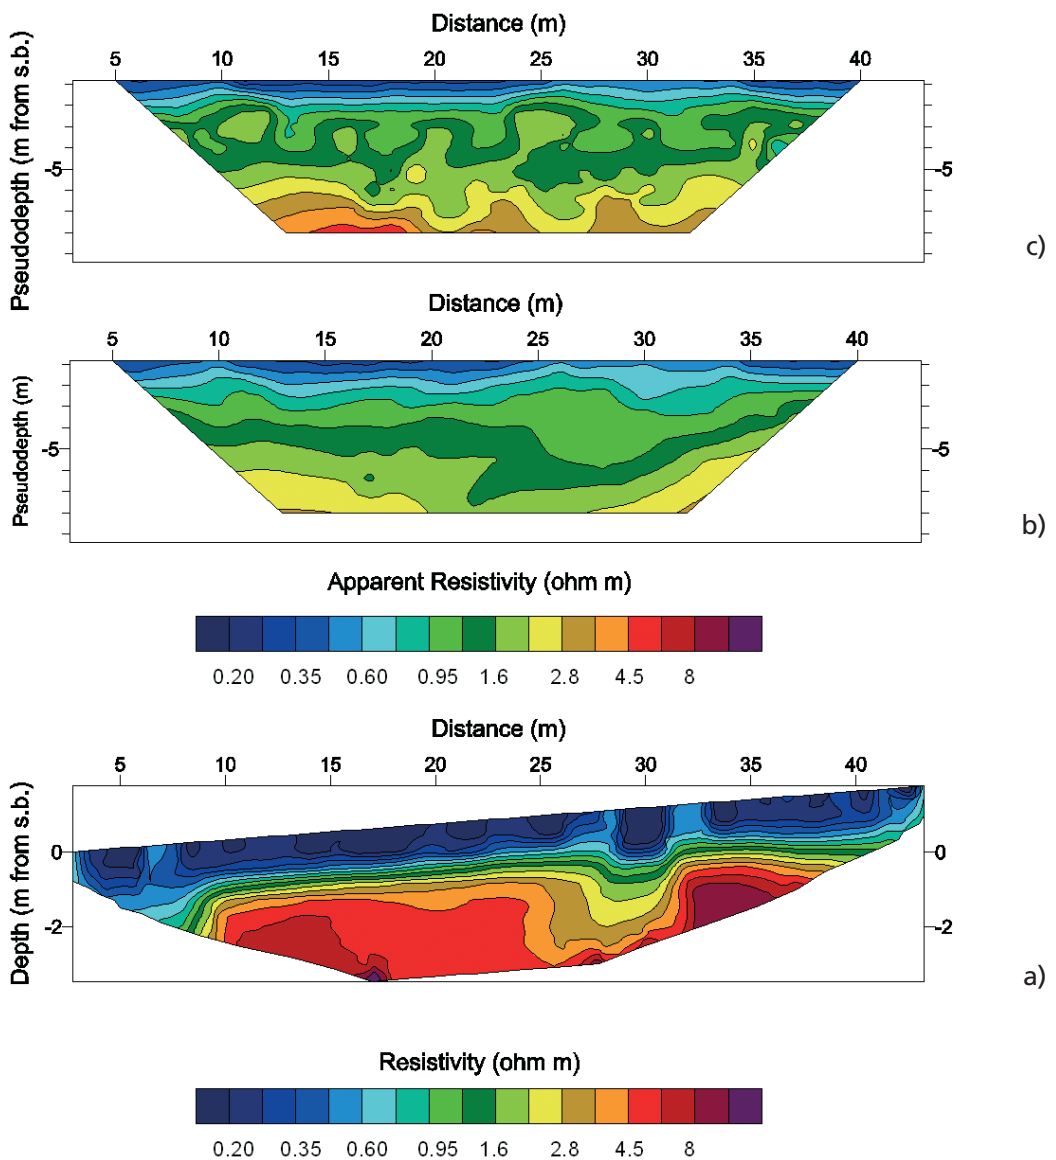 Distance (m)
5 10 15 20 25 30 35 40
Pseudodepth (m from s.b.)
-5 -5
c)
Distance (m)
5 10 15 20 25 30 35 40
Pseudodepth (m)
-5 -5
b)
Apparent Resistivity (ohm m)
0.20 0.35 0.60 0.95 1.6 2.8 4.5 8
Distance (m)
5 10 15 20 25 30 35 40
Depth (m from s.b.)
0 0
-2 -2
a)
Resistivity (ohm m)
0.20 0.35 0.60 0.95 1.6 2.8 4.5 8